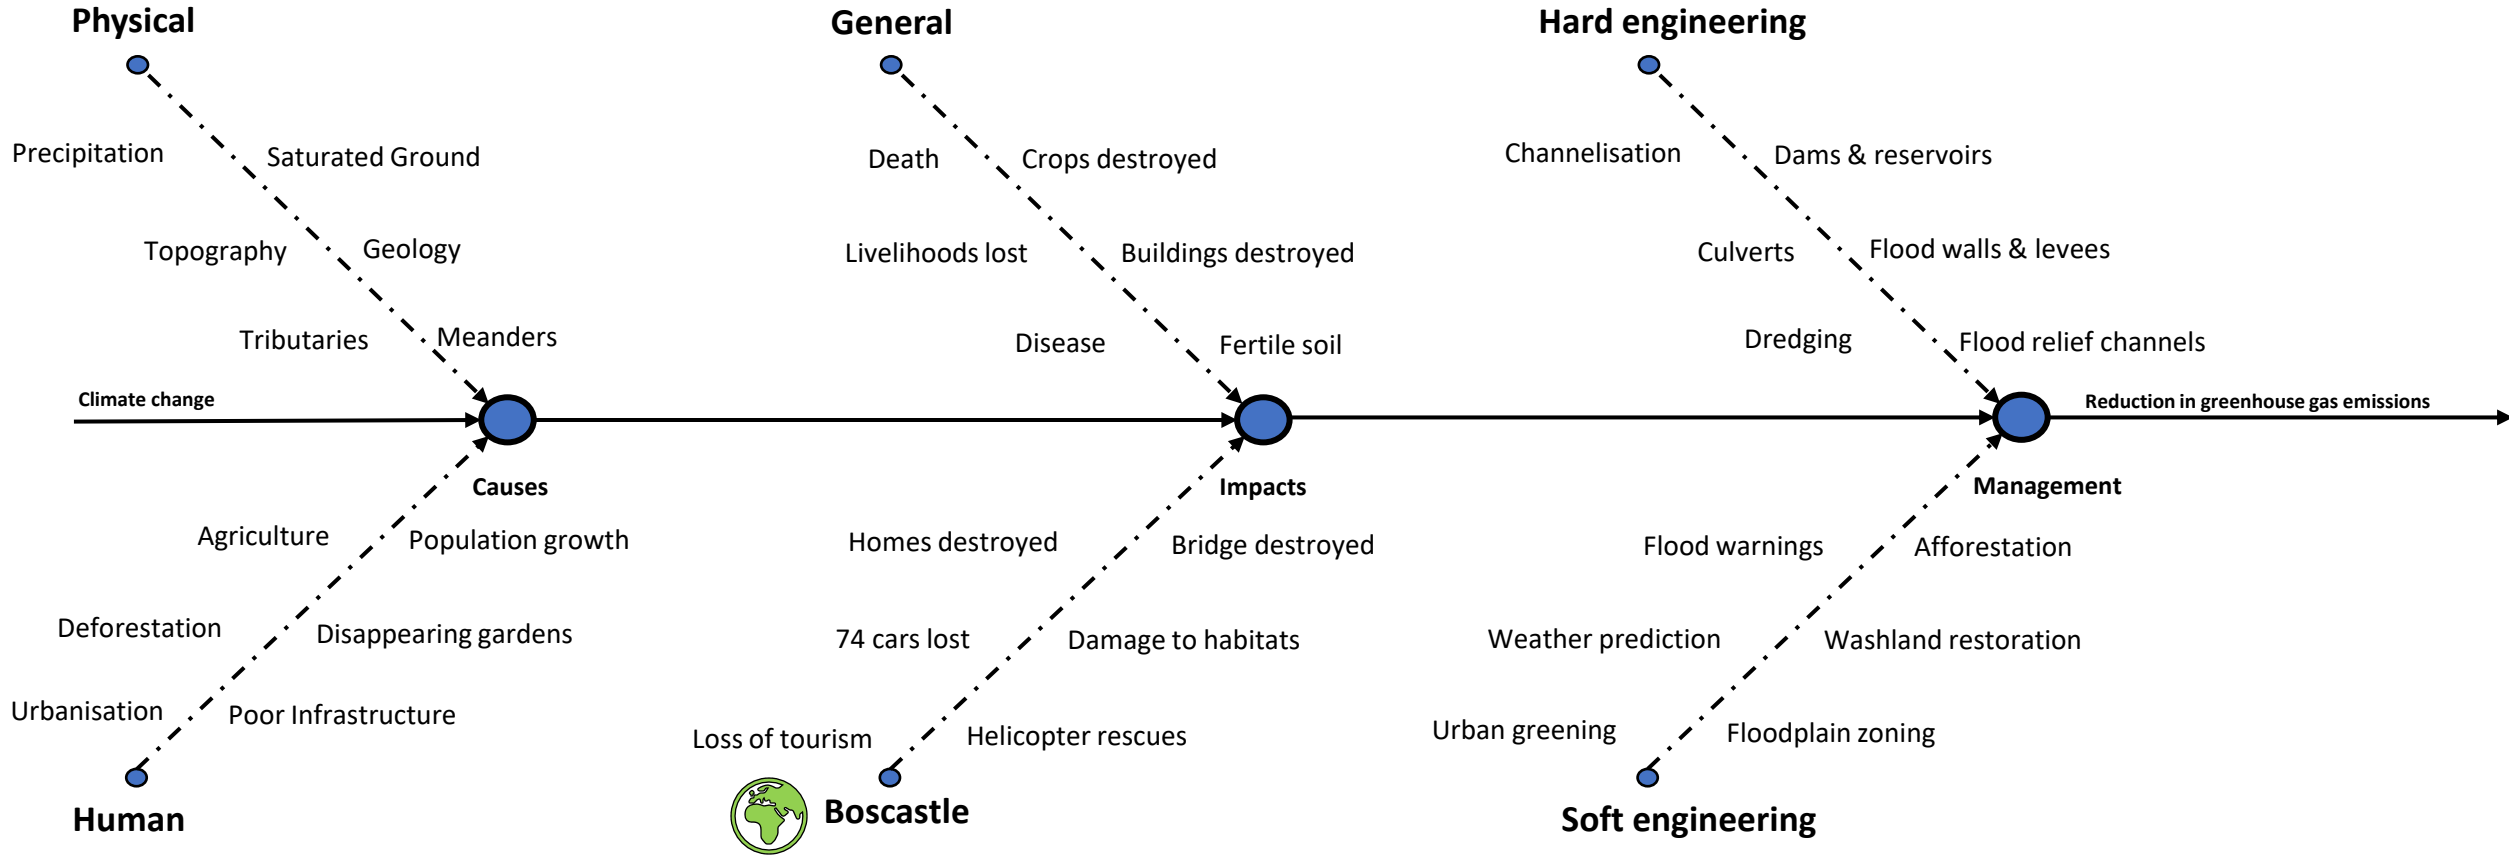 Physical
General
Hard engineering
Precipitation
Saturated Ground
Death
Crops destroyed
Channelisation
Dams & reservoirs
Topography
Geology
Livelihoods lost
Buildings destroyed
Culverts
Flood walls & levees
Tributaries
Meanders
Disease
Fertile soil
Dredging
Flood relief channels
Climate change
Reduction in greenhouse gas emissions
Causes
Impacts
Management
Agriculture
Population growth
Homes destroyed
Bridge destroyed
Flood warnings
Afforestation
Deforestation
Disappearing gardens
74 cars lost
Damage to habitats
Weather prediction
Washland restoration
Urbanisation
Poor Infrastructure
Loss of tourism
Helicopter rescues
Urban greening
Floodplain zoning
Human
Boscastle
Soft engineering